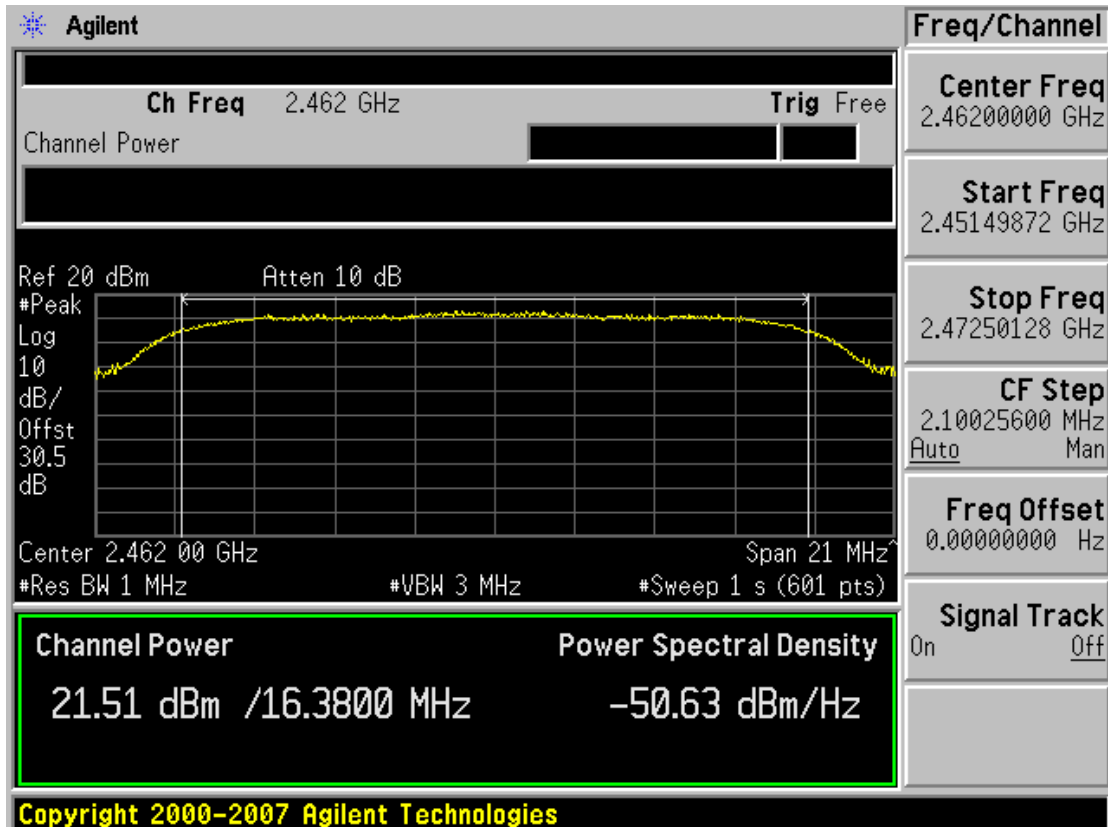 Agilent
Freq/Channel
Ch Freq 2.462 GHz Trig Free
Channel Power
Center Freq
2.46200000 GHz
Start Freq
2.45149872 GHz
Stop Freq
2.47250128 GHz
CF Step
2.10025600 MHz
Auto Man
Freq Offset
0.00000000 Hz
Signal Track
On Off
Ref 20 dBm Atten 10 dB
#Peak
Log
10
dB/
Offst
30.5
dB
Center 2.462 00 GHz Span 21 MHz^
#Res BW 1 MHz #VBW 3 MHz #Sweep 1 s (601 pts)
Channel Power Power Spectral Density
21.51 dBm /16.3800 MHz -50.63 dBm/Hz
Copyright 2000-2007 Agilent Technologies